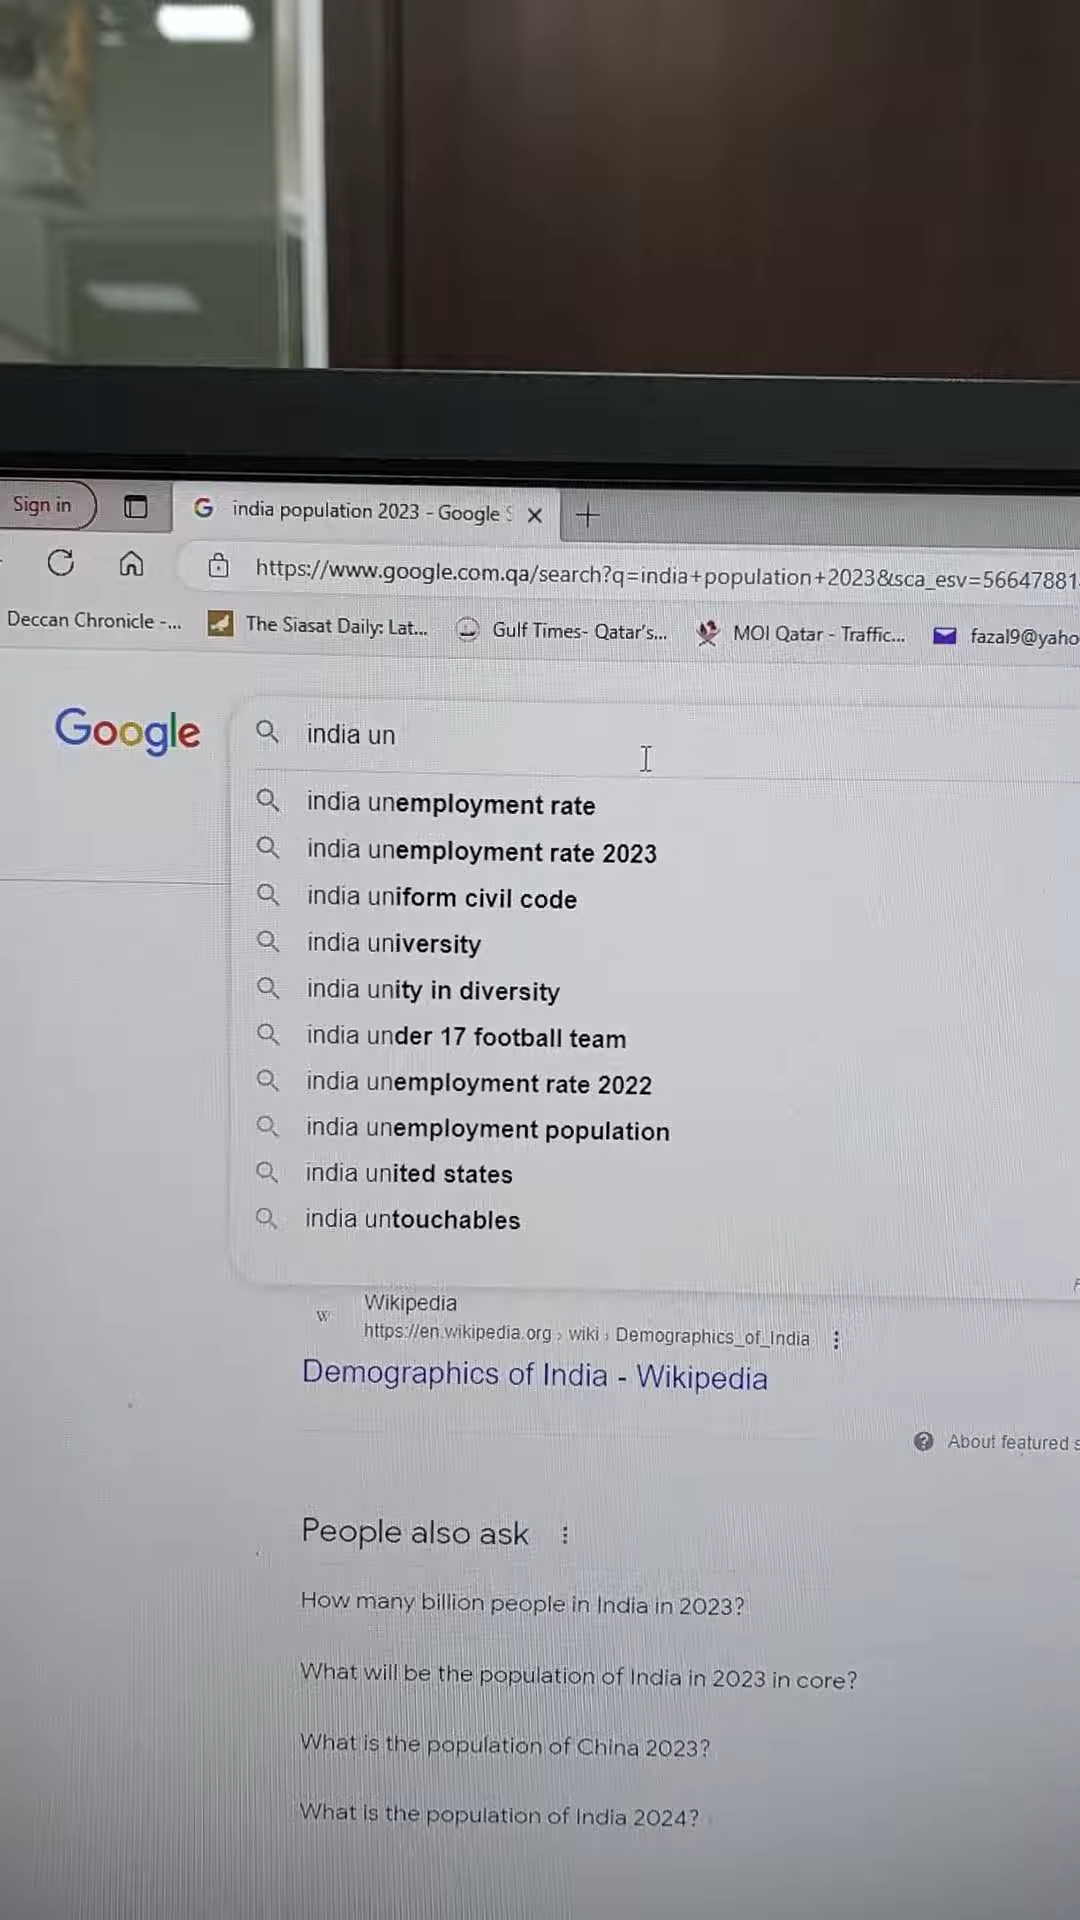 Sign in
india population 2023 - Google S
https://www.google.com.qa/search?q=india+population+2023&sca_esv=56647881
Deccan Chronicle -... The Siasat Daily: Lat... Gulf Times- Qatar's... MOI Qatar - Traffic... fazal9@yaho
Google
india un
india unemployment rate
india unemployment rate 2023
india uniform civil code
india university
india unity in diversity
india under 17 football team
india unemployment rate 2022
india unemployment population
india united states
india untouchables
W
Wikipedia
https://en.wikipedia.org › wiki › Demographics_of_India
Demographics of India - Wikipedia
About featured s
People also ask
How many billion people in India in 2023?
What will be the population of India in 2023 in core?
What is the population of China 2023?
What is the population of India 2024?